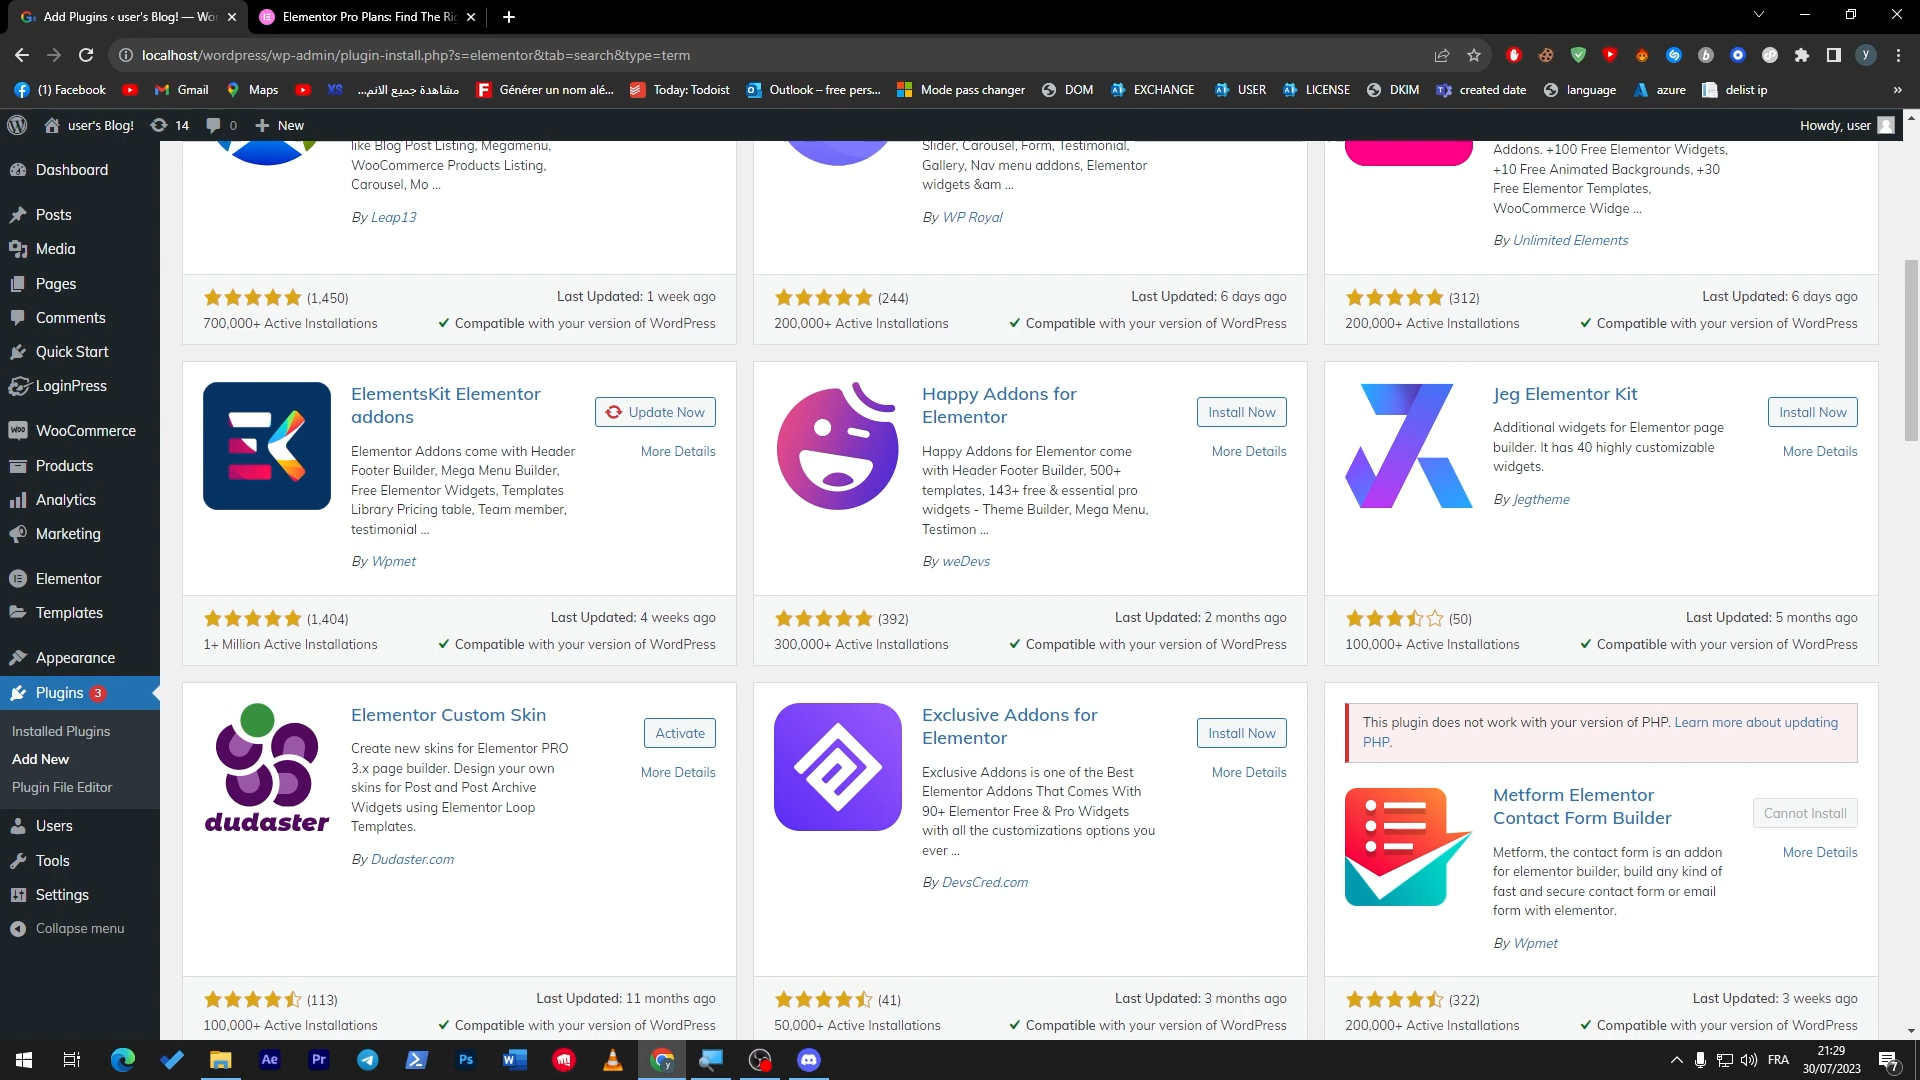 Add Plugins ‹ user's Blog! — Wor
Elementor Pro Plans: Find The Ri
localhost/wordpress/wp-admin/plugin-install.php?s=elementor&tab=search&type=term
(1) Facebook
Gmail
Maps
XS
مشاهدة جميع الانم...
Générer un nom alé...
Today: Todoist
Outlook – free pers...
Mode pass changer
DOM
EXCHANGE
USER
LICENSE
DKIM
created date
language
azure
delist ip
user's Blog!
14
0
New
Howdy, user
Dashboard
Posts
Media
Pages
Comments
Quick Start
LoginPress
WooCommerce
Products
Analytics
Marketing
Elementor
Templates
Appearance
Plugins 3
Installed Plugins
Add New
Plugin File Editor
Users
Tools
Settings
Collapse menu
like Blog Post Listing, Megamenu,
WooCommerce Products Listing,
Carousel, Mo ...
By Leap13
(1,450)
Last Updated: 1 week ago
700,000+ Active Installations
Compatible with your version of WordPress
Slider, Carousel, Form, Testimonial,
Gallery, Nav menu addons, Elementor
widgets &am ...
By WP Royal
(244)
Last Updated: 6 days ago
200,000+ Active Installations
Compatible with your version of WordPress
Addons. +100 Free Elementor Widgets,
+10 Free Animated Backgrounds, +30
Free Elementor Templates,
WooCommerce Widge ...
By Unlimited Elements
(312)
Last Updated: 6 days ago
200,000+ Active Installations
Compatible with your version of WordPress
ElementsKit Elementor
addons
Update Now
More Details
Elementor Addons come with Header
Footer Builder, Mega Menu Builder,
Free Elementor Widgets, Templates
Library Pricing table, Team member,
testimonial ...
By Wpmet
(1,404)
Last Updated: 4 weeks ago
1+ Million Active Installations
Compatible with your version of WordPress
Happy Addons for
Elementor
Install Now
More Details
Happy Addons for Elementor come
with Header Footer Builder, 500+
templates, 143+ free & essential pro
widgets - Theme Builder, Mega Menu,
Testimon ...
By weDevs
(392)
Last Updated: 2 months ago
300,000+ Active Installations
Compatible with your version of WordPress
Jeg Elementor Kit
Install Now
More Details
Additional widgets for Elementor page
builder. It has 40 highly customizable
widgets.
By Jegtheme
(50)
Last Updated: 5 months ago
100,000+ Active Installations
Compatible with your version of WordPress
dudaster
Elementor Custom Skin
Activate
More Details
Create new skins for Elementor PRO
3.x page builder. Design your own
skins for Post and Post Archive
Widgets using Elementor Loop
Templates.
By Dudaster.com
(113)
Last Updated: 11 months ago
100,000+ Active Installations
Compatible with your version of WordPress
Exclusive Addons for
Elementor
Install Now
More Details
Exclusive Addons is one of the Best
Elementor Addons That Comes With
90+ Elementor Free & Pro Widgets
with all the customizations options you
ever ...
By DevsCred.com
(41)
Last Updated: 3 months ago
50,000+ Active Installations
Compatible with your version of WordPress
This plugin does not work with your version of PHP. Learn more about updating
PHP.
Metform Elementor
Contact Form Builder
Cannot Install
More Details
Metform, the contact form is an addon
for elementor builder, build any kind of
fast and secure contact form or email
form with elementor.
By Wpmet
(322)
Last Updated: 3 weeks ago
200,000+ Active Installations
Compatible with your version of WordPress
FRA
21:29
30/07/2023
7